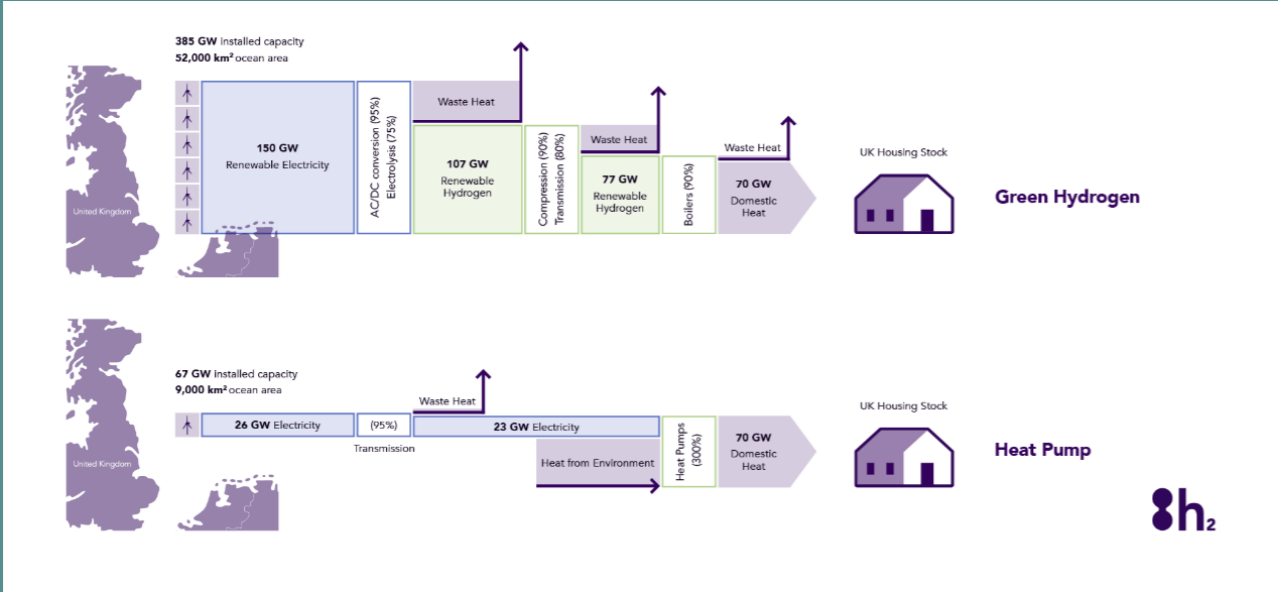 385 GW Installed capacity
52,000 km² ocean area
United Kingdom
150 GW
Renewable Electricity
AC/DC conversion (95%)
Electrolysis (75%)
Waste Heat
107 GW
Renewable
Hydrogen
Compression (90%)
Transmission (80%)
Waste Heat
77 GW
Renewable
Hydrogen
Boilers (90%)
Waste Heat
70 GW
Domestic
Heat
UK Housing Stock
Green Hydrogen
67 GW Installed capacity
9,000 km² ocean area
United Kingdom
26 GW Electricity
(95%)
Transmission
Waste Heat
23 GW Electricity
Heat from Environment
Heat Pumps
(300%)
70 GW
Domestic
Heat
UK Housing Stock
Heat Pump
h₂